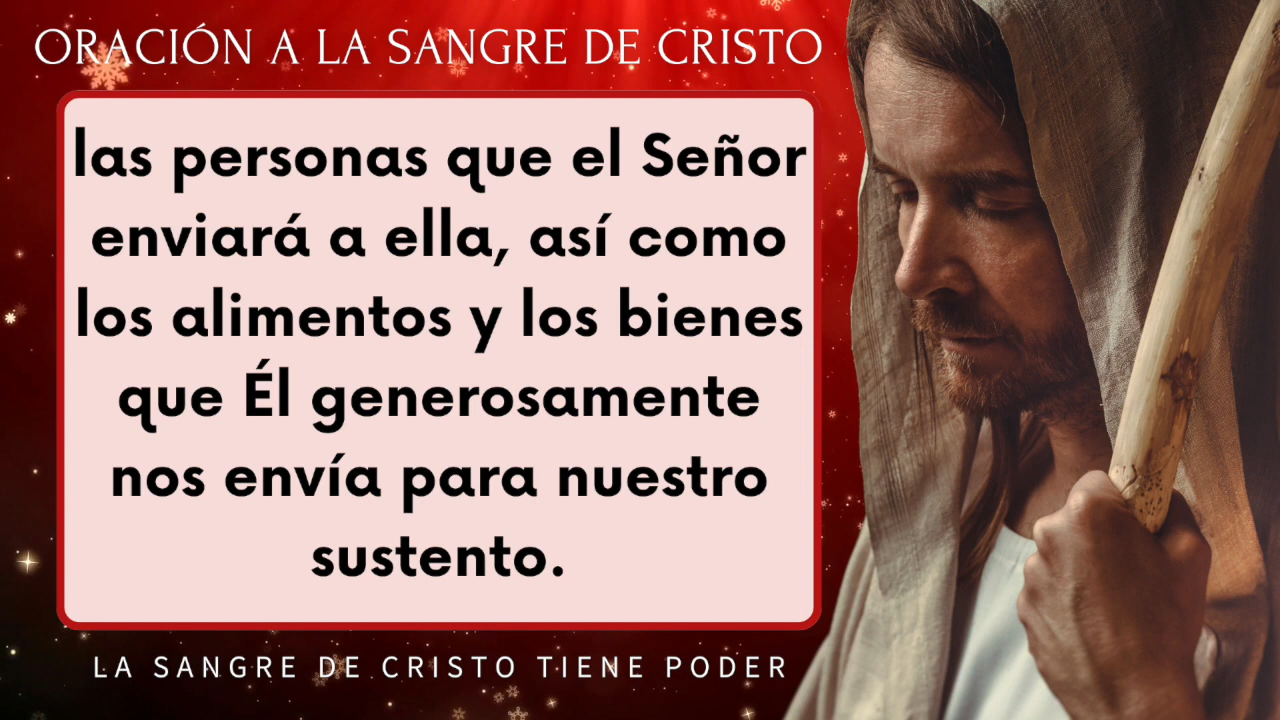 ORACIÓN A LA SANGRE DE CRISTO
las personas que el Señor
enviará a ella, así como
los alimentos y los bienes
que Él generosamente
nos envía para nuestro
sustento.
LA SANGRE DE CRISTO TIENE PODER